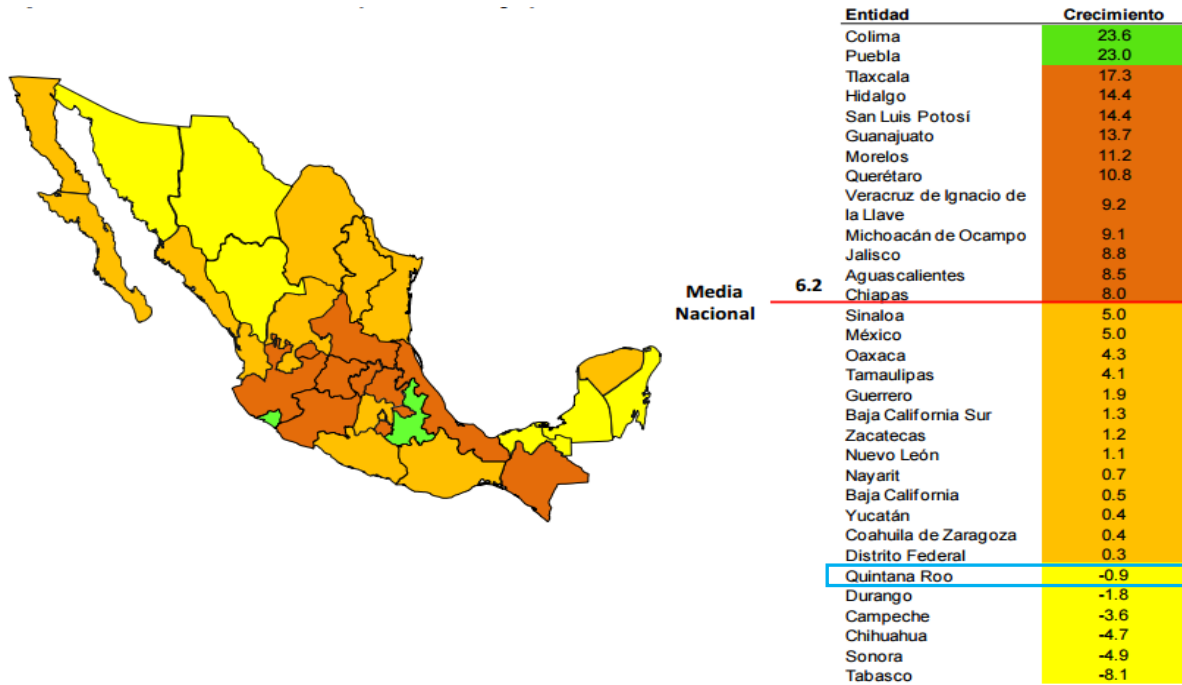 Entidad Crecimiento
Colima 23.6
Puebla 23.0
Tlaxcala 17.3
Hidalgo 14.4
San Luis Potosí 14.4
Guanajuato 13.7
Morelos 11.2
Querétaro 10.8
Veracruz de Ignacio de
la Llave 9.2
Michoacán de Ocampo 9.1
Jalisco 8.8
Aguascalientes 8.5
Chiapas 8.0
Media
Nacional
6.2
Sinaloa 5.0
México 5.0
Oaxaca 4.3
Tamaulipas 4.1
Guerrero 1.9
Baja California Sur 1.3
Zacatecas 1.2
Nuevo León 1.1
Nayarit 0.7
Baja California 0.5
Yucatán 0.4
Coahuila de Zaragoza 0.4
Distrito Federal 0.3
Quintana Roo -0.9
Durango -1.8
Campeche -3.6
Chihuahua -4.7
Sonora -4.9
Tabasco -8.1